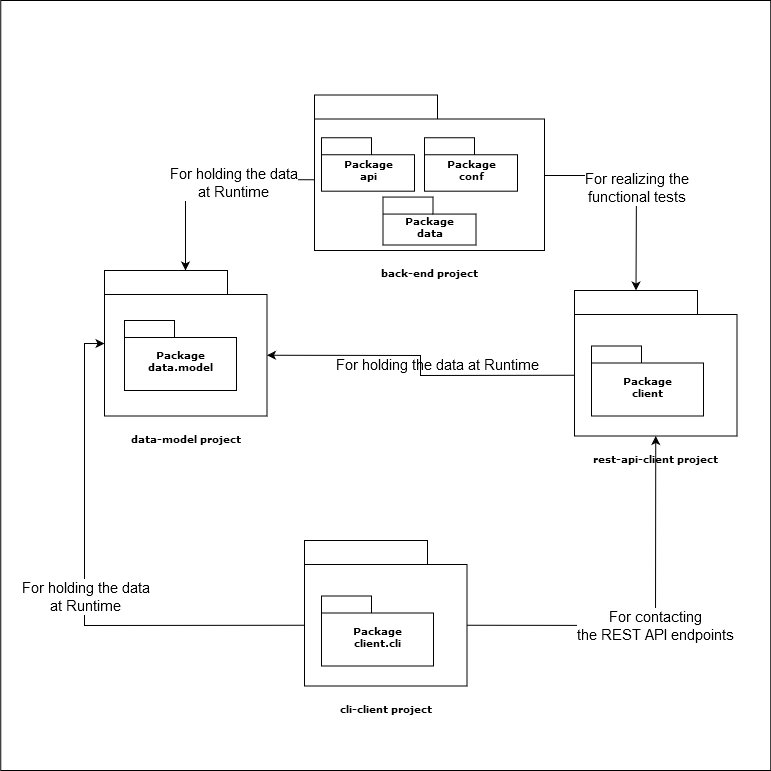 Package
api
Package
conf
Package
data
For holding the data
at Runtime
For realizing the
functional tests
back-end project
Package
data.model
For holding the data at Runtime
Package
client
data-model project
rest-api-client project
For holding the data
at Runtime
Package
client.cli
For contacting
the REST API endpoints
cli-client project